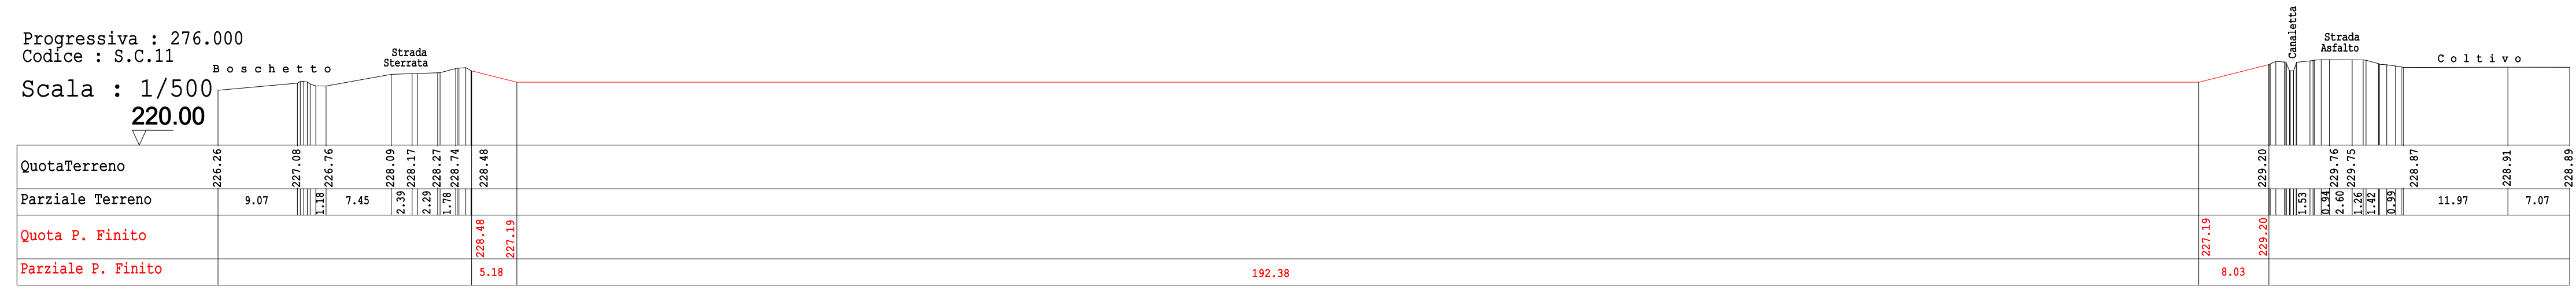 Progressiva : 276.000
Codice : S.C.11
Scala : 1/500
220.00
Boschetto
Strada
Sterrata
Canaletta
Strada
Asfalto
Coltivo
QuotaTerreno 226.26 227.08 226.76 228.09 228.17 228.27 228.74 228.48 229.20 229.76 229.75 228.87 228.91 228.89
Parziale Terreno 9.07 1.18 7.45 2.39 2.29 1.78 1.53 0.94 2.60 1.26 1.42 0.99 11.97 7.07
Quota P. Finito 228.48 227.19 227.19 229.20
Parziale P. Finito 5.18 192.38 8.03